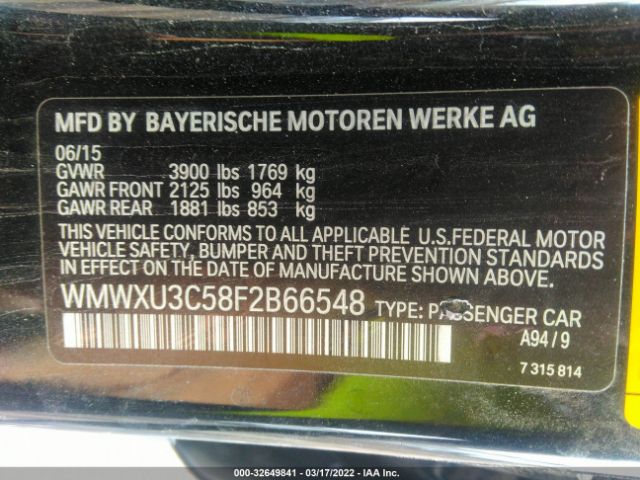 MFD BY BAYERISCHE MOTOREN WERKE AG
06/15
GVWR 3900 lbs 1769 kg
GAWR FRONT 2125 lbs 964 kg
GAWR REAR 1881 lbs 853 kg
THIS VEHICLE CONFORMS TO ALL APPLICABLE U.S.FEDERAL MOTOR
VEHICLE SAFETY, BUMPER AND THEFT PREVENTION STANDARDS
IN EFFECT ON THE DATE OF MANUFACTURE SHOWN ABOVE.
WMWXU3C58F2B66548 TYPE: PASSENGER CAR
A94/9
7 315 814
000-32649841 - 03/17/2022 - IAAI.COM